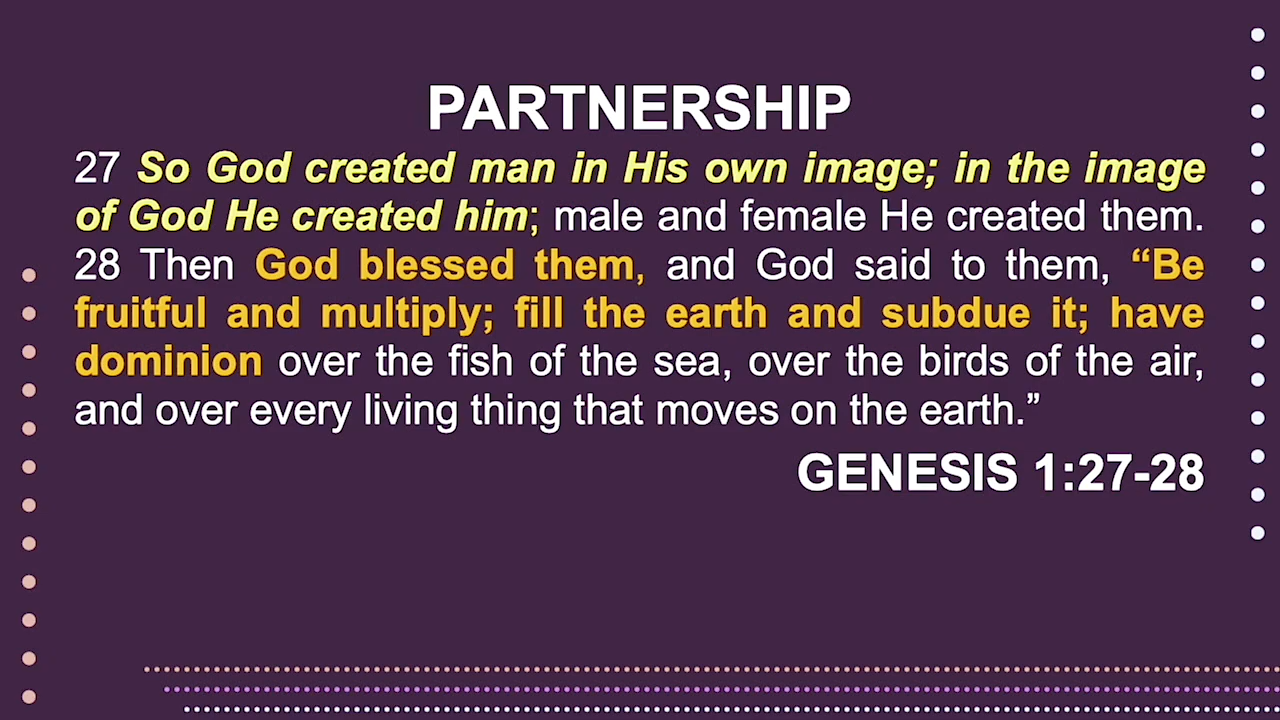 PARTNERSHIP
27 So God created man in His own image; in the image
of God He created him; male and female He created them.
28 Then God blessed them, and God said to them, “Be
fruitful and multiply; fill the earth and subdue it; have
dominion over the fish of the sea, over the birds of the air,
and over every living thing that moves on the earth.”
GENESIS 1:27-28